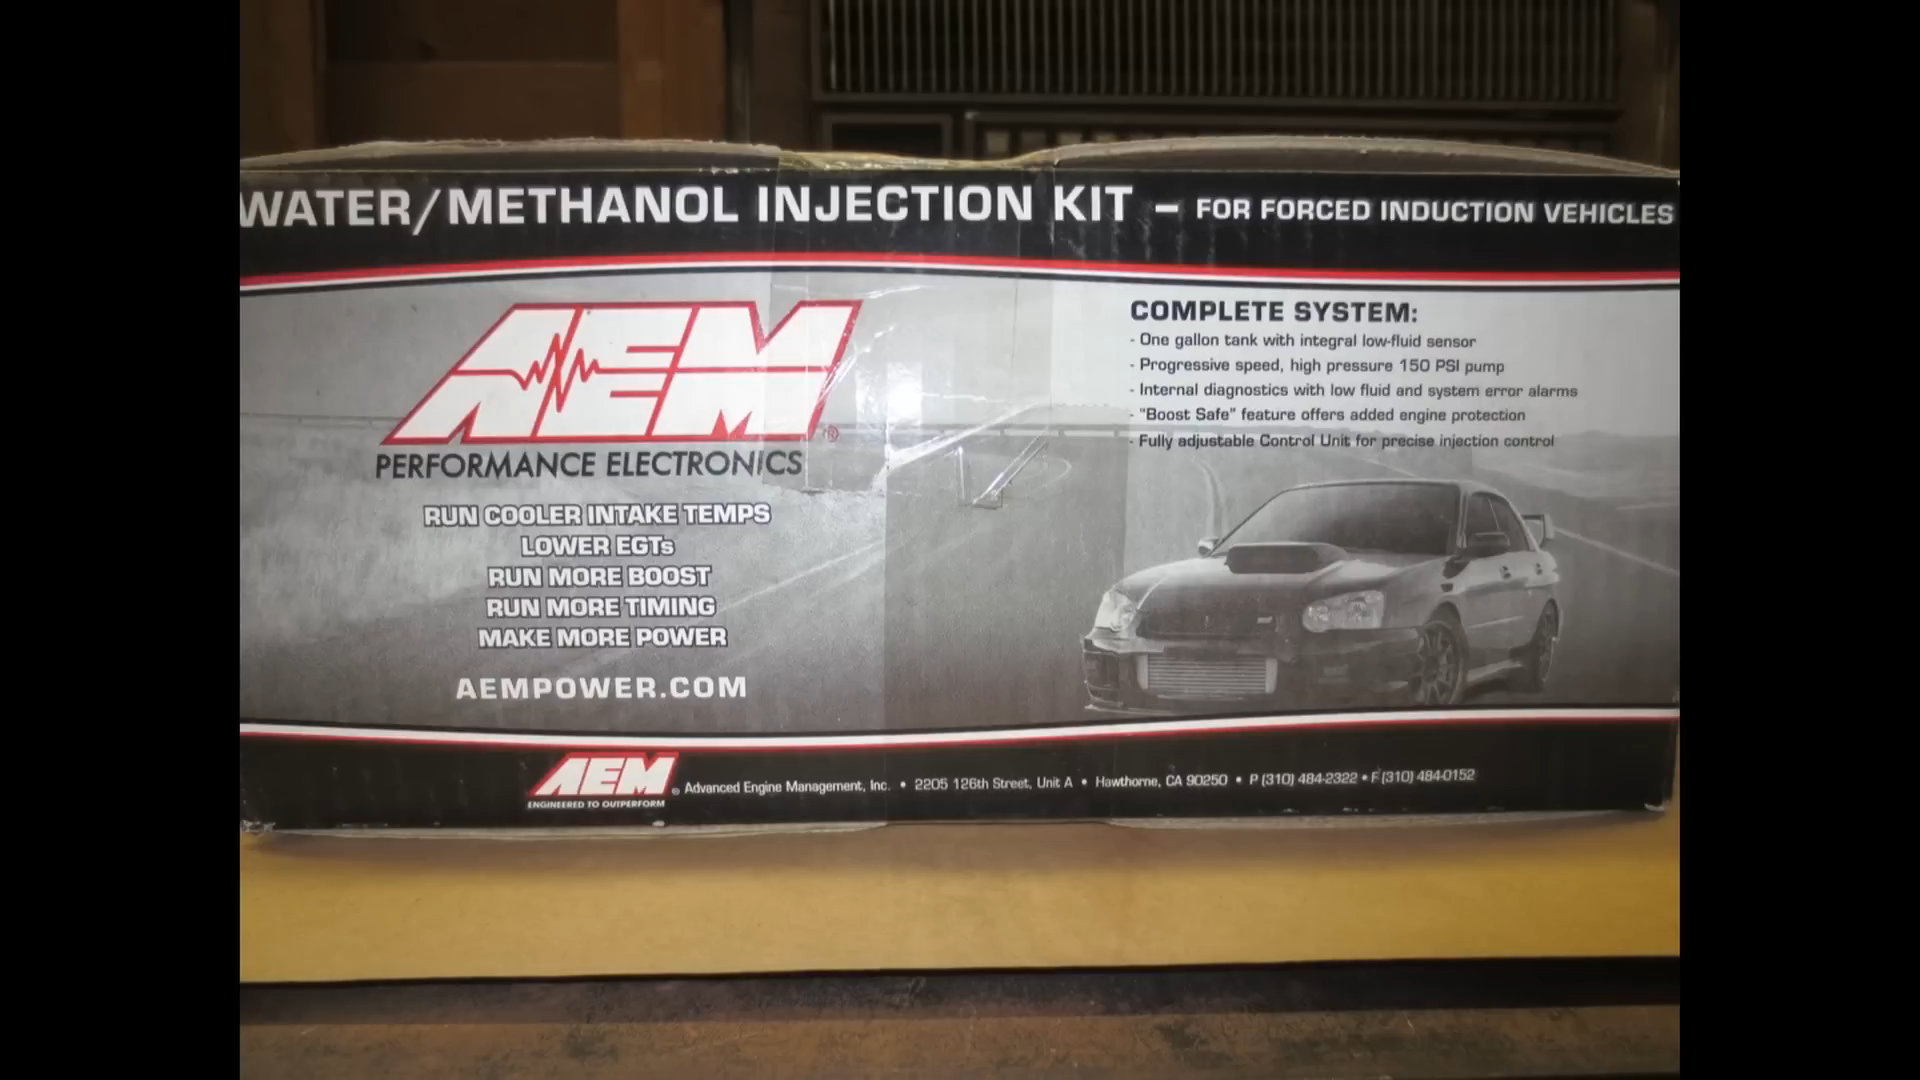 WATER/METHANOL INJECTION KIT – FOR FORCED INDUCTION VEHICLES
AEM®
PERFORMANCE ELECTRONICS
RUN COOLER INTAKE TEMPS
LOWER EGTs
RUN MORE BOOST
RUN MORE TIMING
MAKE MORE POWER
AEMPOWER.COM
COMPLETE SYSTEM:
- One gallon tank with integral low-fluid sensor
- Progressive speed, high pressure 150 PSI pump
- Internal diagnostics with low fluid and system error alarms
- "Boost Safe" feature offers added engine protection
- Fully adjustable Control Unit for precise injection control
AEM®
ENGINEERED TO OUTPERFORM
Advanced Engine Management, Inc. • 2205 126th Street, Unit A • Hawthorne, CA 90250 • P (310) 484-2322 • F (310) 484-0152